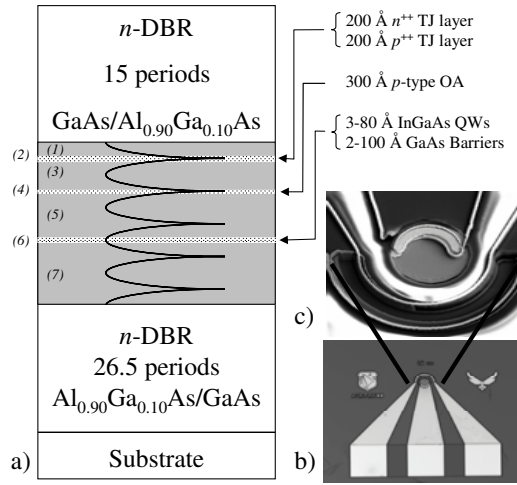 n-DBR
15 periods
GaAs/Al0.90Ga0.10As
200 Å n++ TJ layer
200 Å p++ TJ layer
300 Å p-type OA
3-80 Å InGaAs QWs
2-100 Å GaAs Barriers
(1)
(2)
(3)
(4)
(5)
(6)
(7)
n-DBR
26.5 periods
Al0.90Ga0.10As/GaAs
Substrate
a)
c)
b)